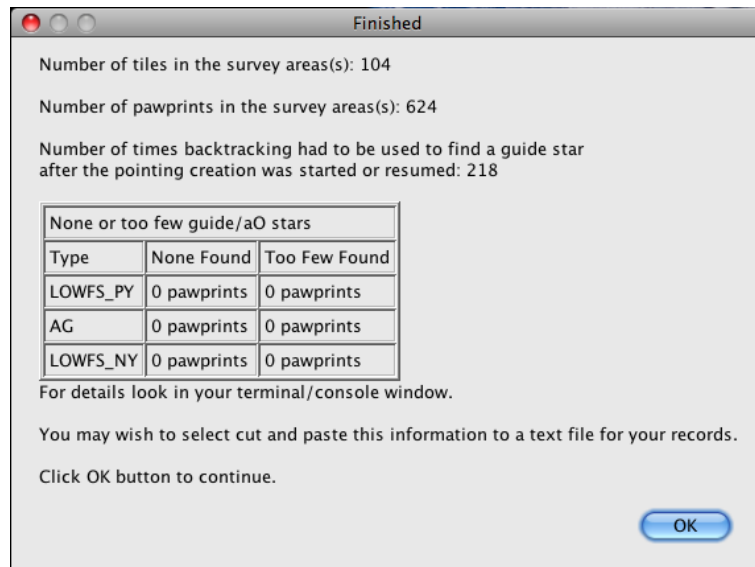 Finished
Number of tiles in the survey areas(s): 104
Number of pawprints in the survey areas(s): 624
Number of times backtracking had to be used to find a guide star
after the pointing creation was started or resumed: 218
None or too few guide/aO stars
Type None Found Too Few Found
LOWFS_PY 0 pawprints 0 pawprints
AG 0 pawprints 0 pawprints
LOWFS_NY 0 pawprints 0 pawprints
For details look in your terminal/console window.
You may wish to select cut and paste this information to a text file for your records.
Click OK button to continue.
OK